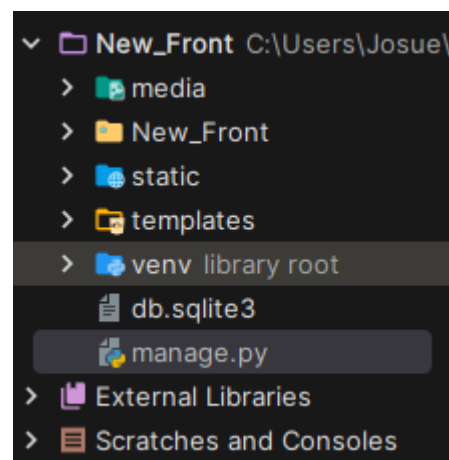 New_Front C:\Users\Josue\
media
New_Front
static
templates
venv library root
db.sqlite3
manage.py
External Libraries
Scratches and Consoles